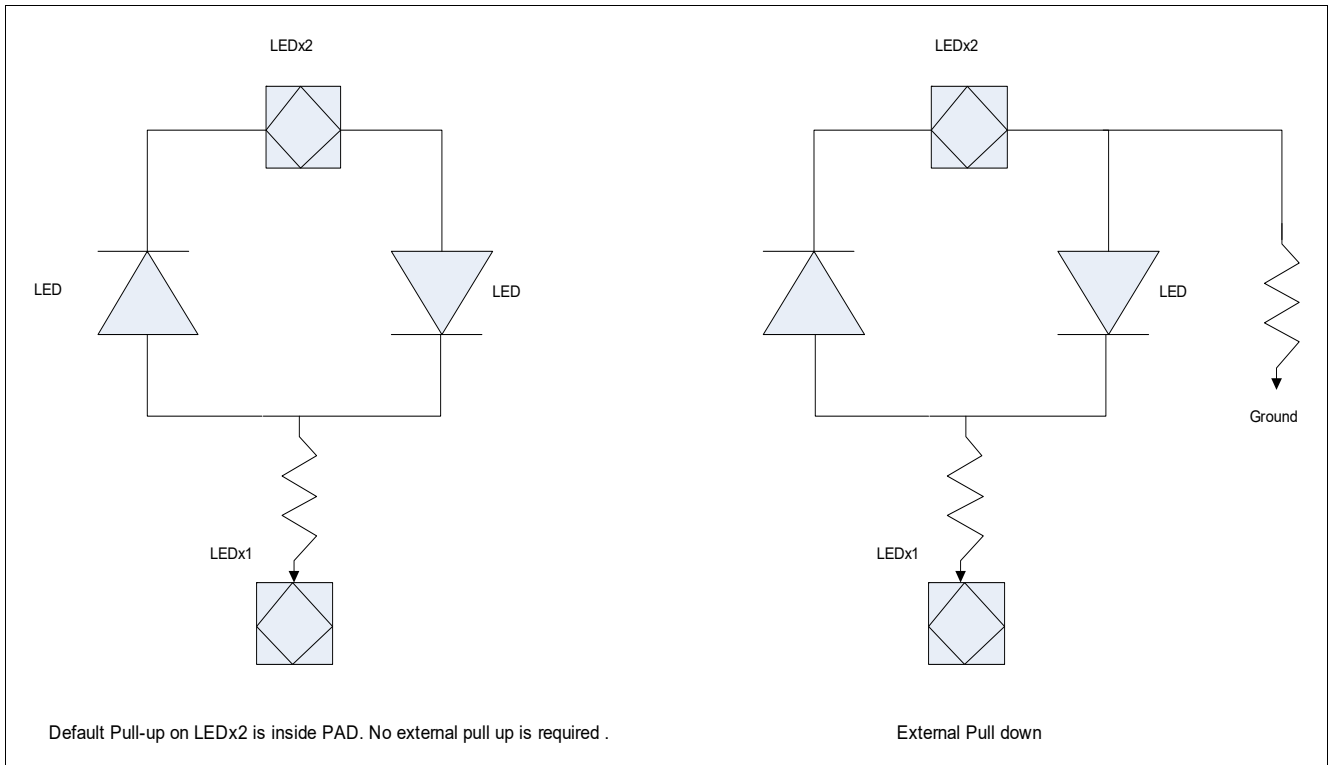 LEDx2
LEDx2
LED
LED
LED
Ground
LEDx1
LEDx1
Default Pull-up on LEDx2 is inside PAD. No external pull up is required .
External Pull down